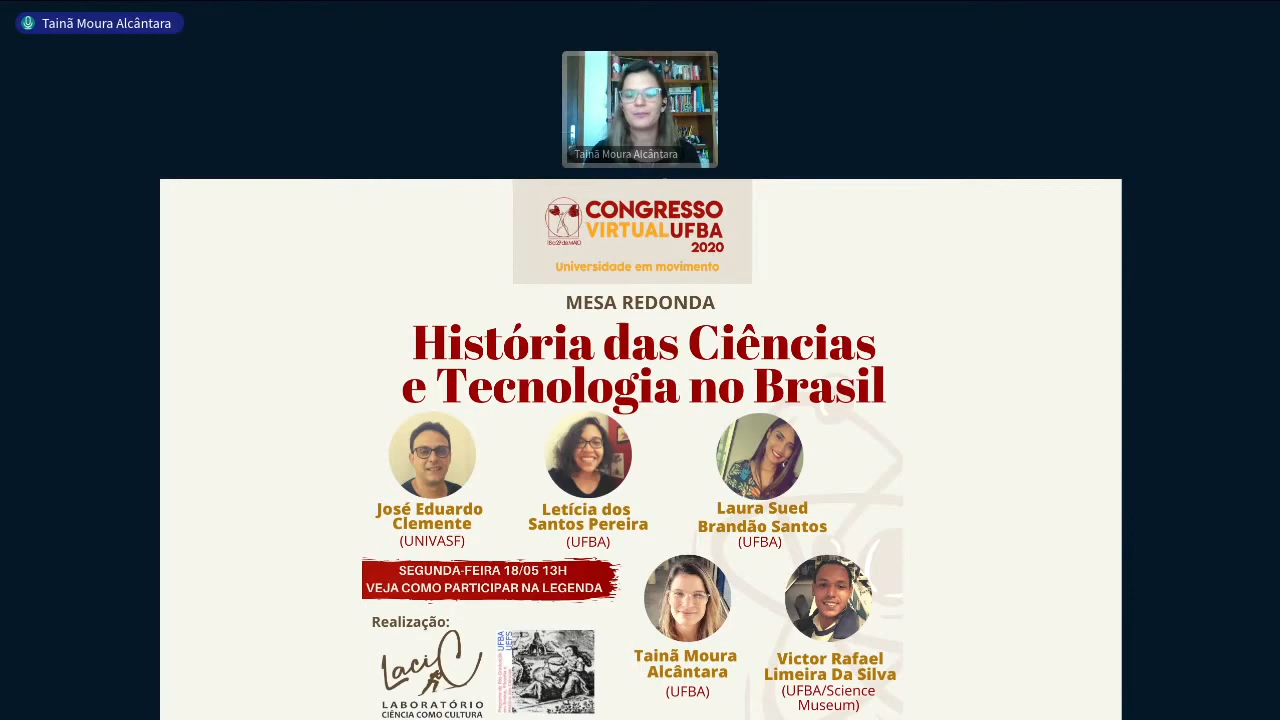 Tainã Moura Alcântara
Tainã Moura Alcântara
CONGRESSO
VIRTUALUFBA
2020
Universidade em movimento
MESA REDONDA
História das Ciências
e Tecnologia no Brasil
José Eduardo
Clemente
(UNIVASF)
Letícia dos
Santos Pereira
(UFBA)
Laura Sued
Brandão Santos
(UFBA)
SEGUNDA-FEIRA 18/05 13H
VEJA COMO PARTICIPAR NA LEGENDA
Tainã Moura
Alcântara
(UFBA)
Victor Rafael
Limeira Da Silva
(UFBA/Science
Museum)
Realização:
LaciC
LABORATÓRIO
CIÊNCIA COMO CULTURA
UFBA
UEFS